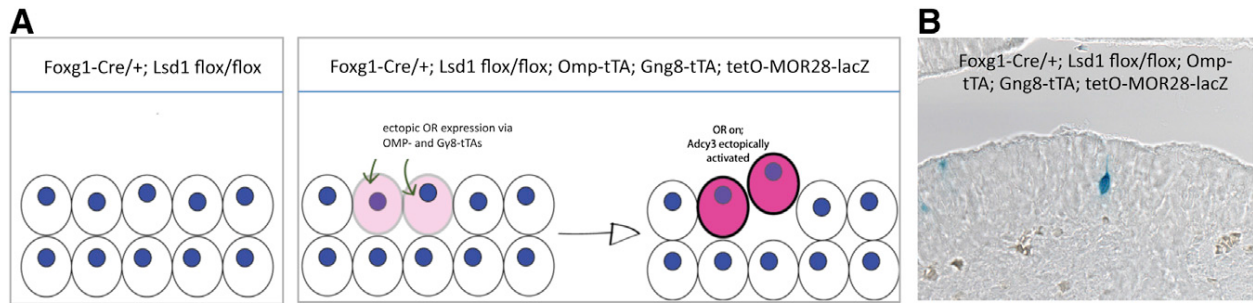 A
Foxg1-Cre/+; Lsd1 flox/flox
Foxg1-Cre/+; Lsd1 flox/flox; Omp-tTA; Gng8-tTA; tetO-MOR28-lacZ
ectopic OR expression via
OMP- and Gy8-tTAs
OR on;
Adcy3 ectopically
activated
B
Foxg1-Cre/+; Lsd1 flox/flox; Omp-
tTA; Gng8-tTA; tetO-MOR28-lacZ